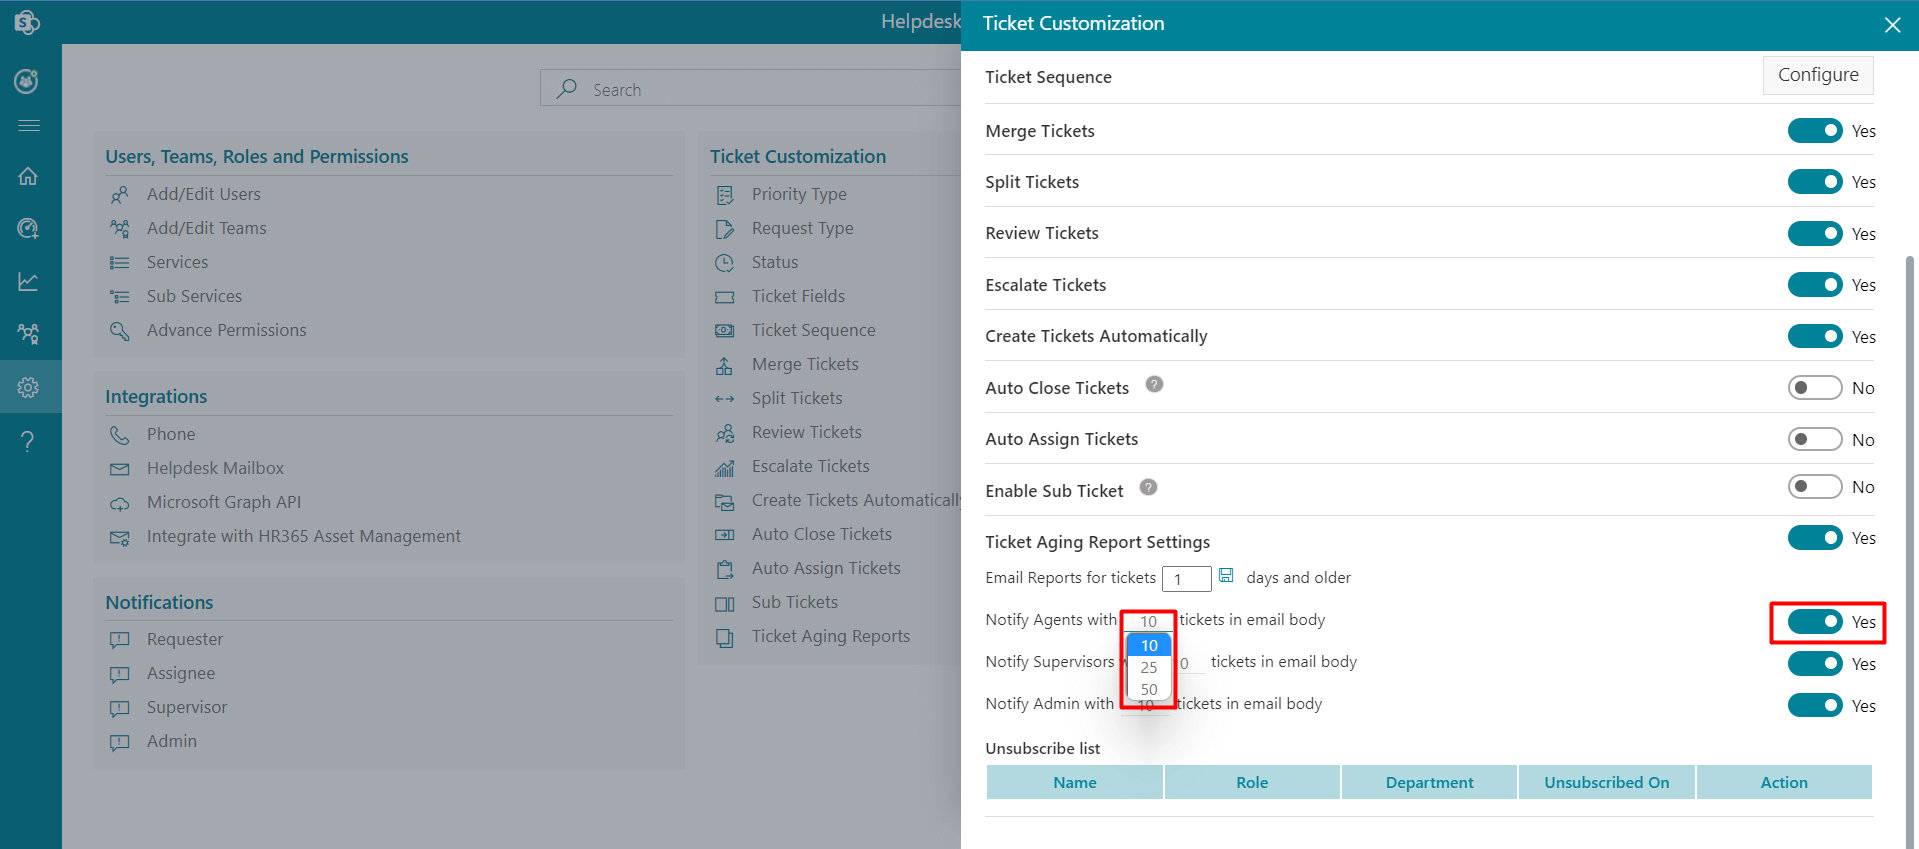 Helpdesk
Search
Users, Teams, Roles and Permissions
Add/Edit Users
Add/Edit Teams
Services
Sub Services
Advance Permissions
Integrations
Phone
Helpdesk Mailbox
Microsoft Graph API
Integrate with HR365 Asset Management
Notifications
Requester
Assignee
Supervisor
Admin
Ticket Customization
Priority Type
Request Type
Status
Ticket Fields
Ticket Sequence
Merge Tickets
Split Tickets
Review Tickets
Escalate Tickets
Create Tickets Automatically
Auto Close Tickets
Auto Assign Tickets
Sub Tickets
Ticket Aging Reports
Ticket Customization
Ticket Sequence Configure
Merge Tickets Yes
Split Tickets Yes
Review Tickets Yes
Escalate Tickets Yes
Create Tickets Automatically Yes
Auto Close Tickets ? No
Auto Assign Tickets No
Enable Sub Ticket ? No
Ticket Aging Report Settings Yes
Email Reports for tickets 1 days and older
Notify Agents with 10 tickets in email body Yes
10
25
50
Notify Supervisors 0 tickets in email body Yes
Notify Admin with 10 tickets in email body Yes
Unsubscribe list
Name Role Department Unsubscribed On Action